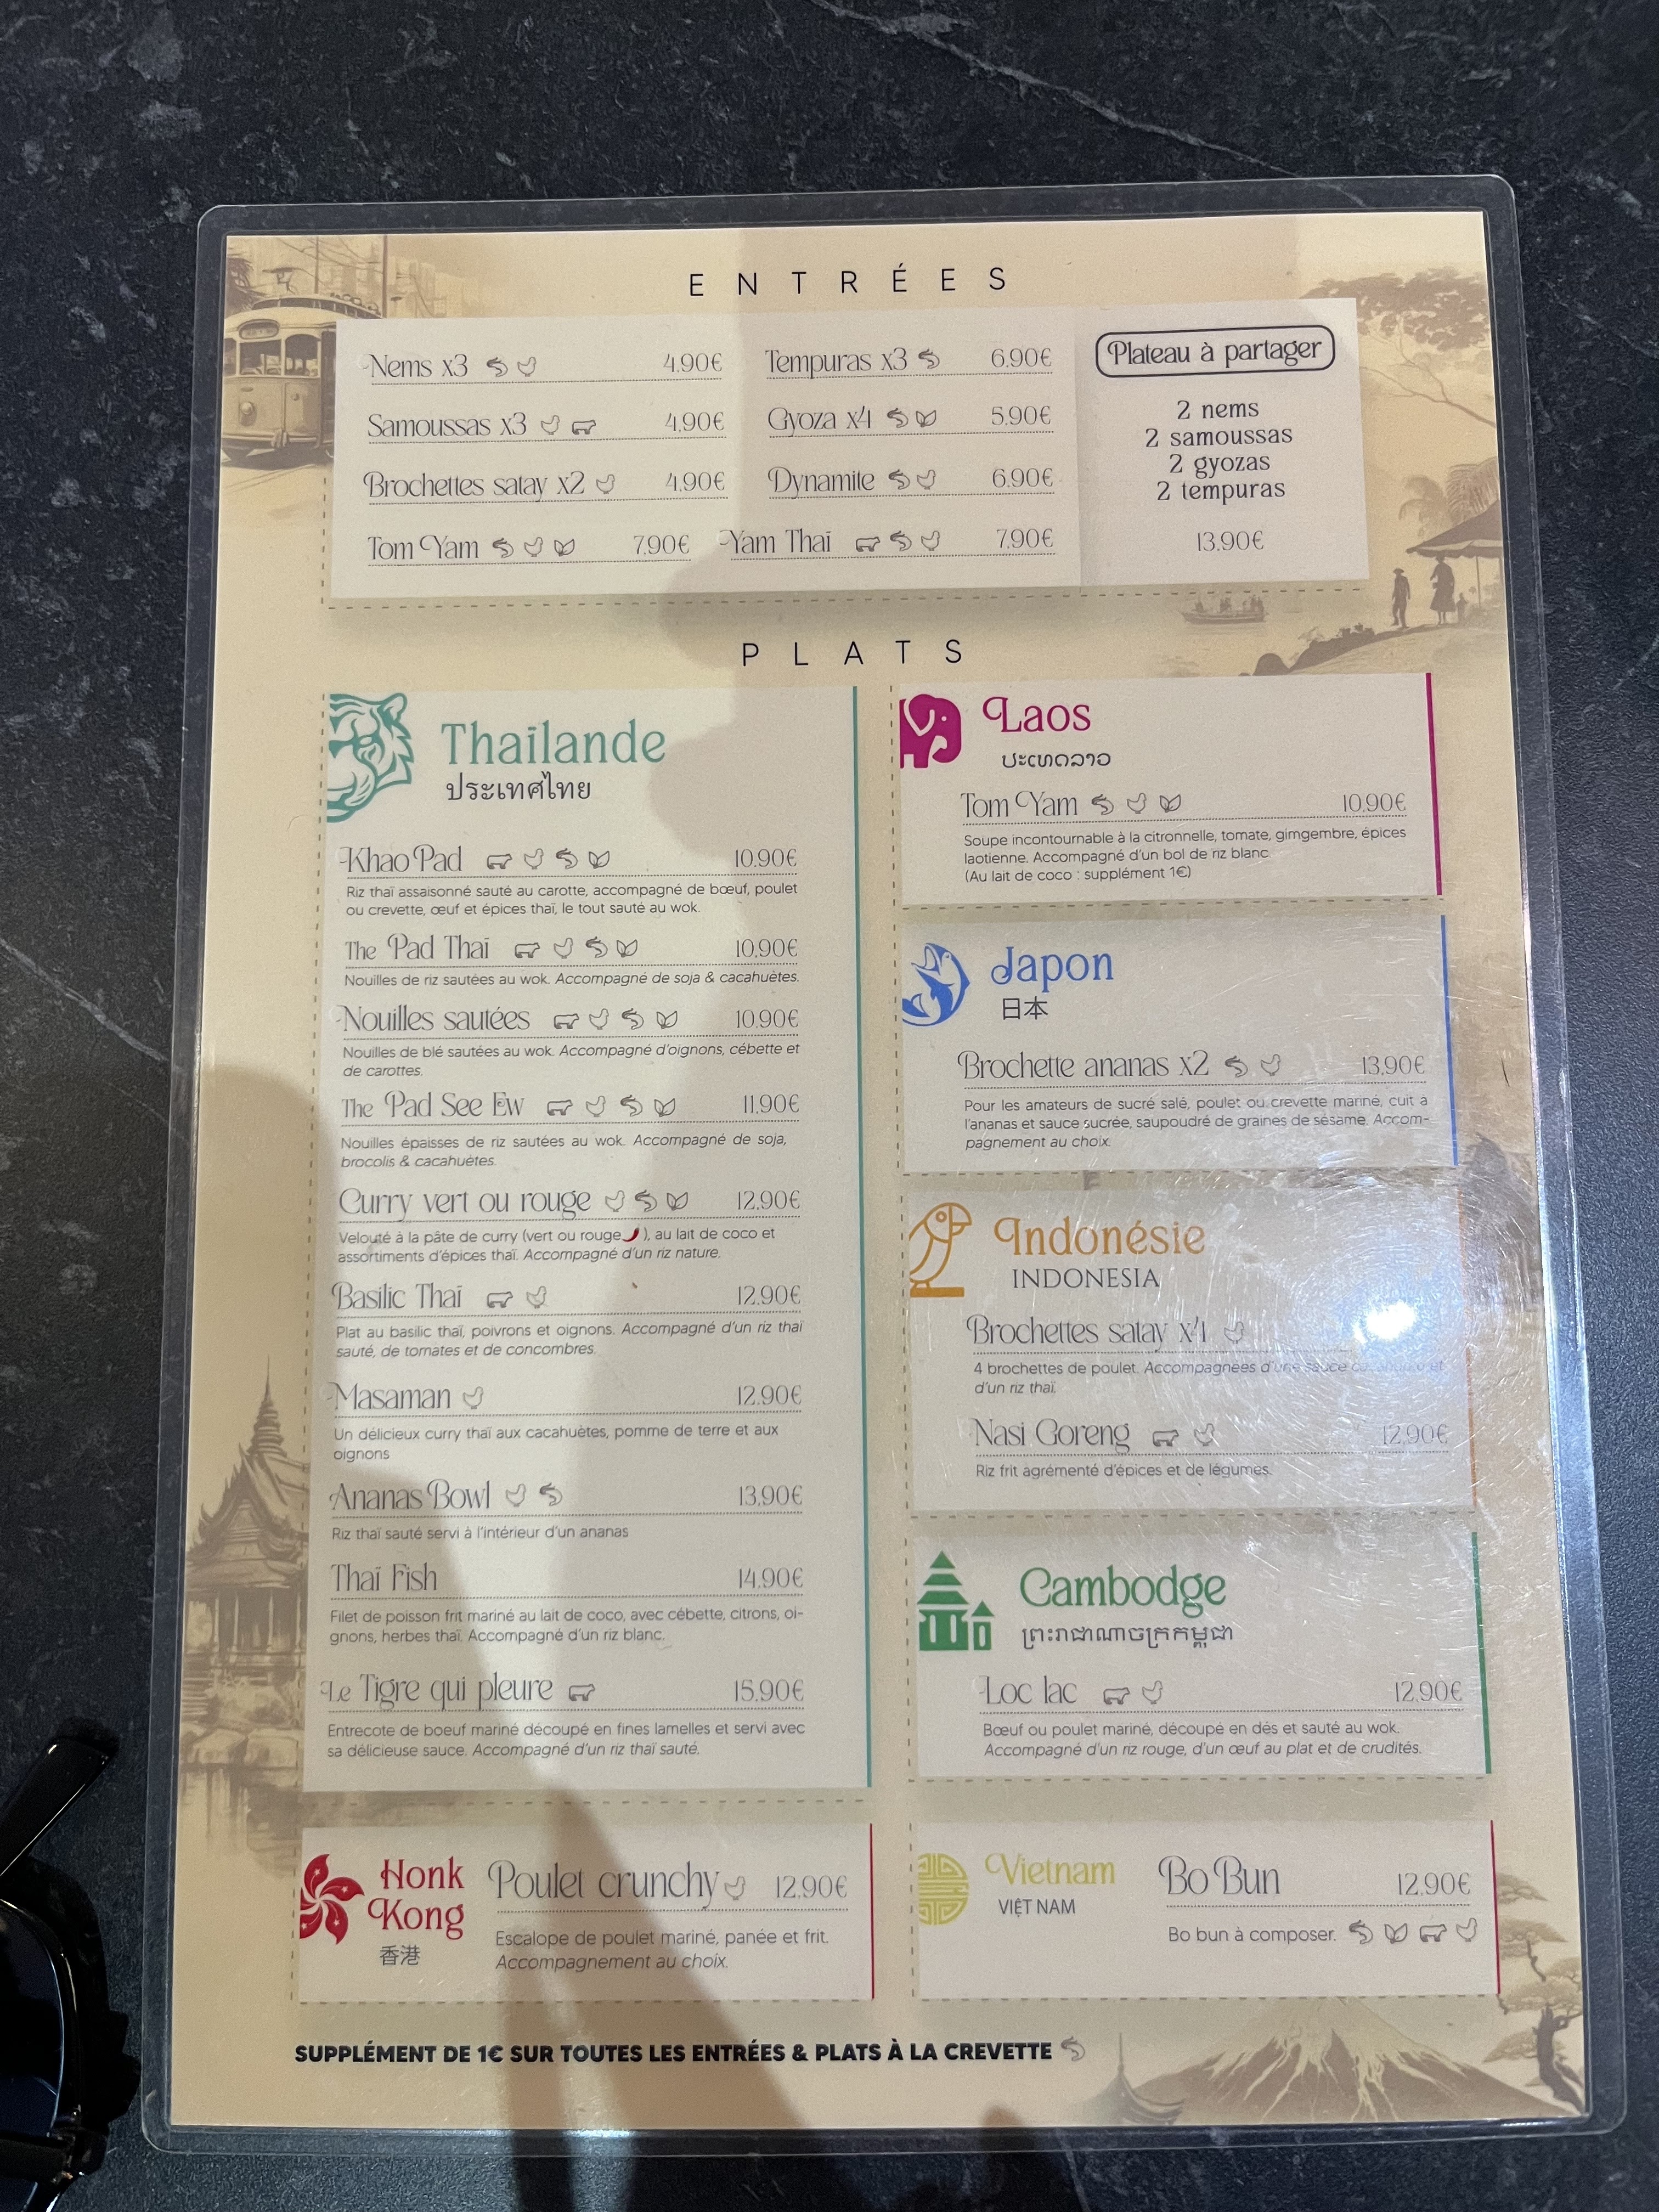 ENTRÉES
Nems x3 4.90€
Samoussas x3 4.90€
Brochettes satay x2 4.90€
Tom Yam 7.90€
Tempuras x3 6.90€
Gyoza x4 5.90€
Dynamite 6.90€
Yam Thaï 7.90€
Plateau à partager
2 nems
2 samoussas
2 gyozas
2 tempuras
13.90€
PLATS
Thaïlande
ประเทศไทย
Khao Pad 10.90€
Riz thaï assaisonné sauté au carotte, accompagné de bœuf, poulet
ou crevette, œuf et épices thaï, le tout sauté au wok.
The Pad Thaï 10.90€
Nouilles de riz sautées au wok. Accompagné de soja & cacahuètes.
Nouilles sautées 10.90€
Nouilles de blé sautées au wok. Accompagné d'oignons, cébette et
de carottes.
The Pad See Ew 11.90€
Nouilles épaisses de riz sautées au wok. Accompagné de soja,
brocolis & cacahuètes.
Curry vert ou rouge 12.90€
Velouté à la pâte de curry (vert ou rouge ), au lait de coco et
assortiments d'épices thaï. Accompagné d'un riz nature.
Basilic Thaï 12.90€
Plat au basilic thaï, poivrons et oignons. Accompagné d'un riz thaï
sauté, de tomates et de concombres.
Masaman 12.90€
Un délicieux curry thaï aux cacahuètes, pomme de terre et aux
oignons
Ananas Bowl 13.90€
Riz thaï sauté servi à l'intérieur d'un ananas
Thaï Fish 14.90€
Filet de poisson frit mariné au lait de coco, avec cébette, citrons, oi-
gnons, herbes thaï. Accompagné d'un riz blanc.
Le Tigre qui pleure 15.90€
Entrecote de boeuf mariné découpé en fines lamelles et servi avec
sa délicieuse sauce. Accompagné d'un riz thaï sauté.
Laos
ປະເທດລາວ
Tom Yam 10.90€
Soupe incontournable à la citronnelle, tomate, gimgembre, épices
laotienne. Accompagné d'un bol de riz blanc.
(Au lait de coco : supplément 1€)
Japon
日本
Brochette ananas x2 13.90€
Pour les amateurs de sucré salé, poulet ou crevette mariné, cuit à
l'ananas et sauce sucrée, saupoudré de graines de sésame. Accom-
pagnement au choix.
Indonésie
INDONESIA
Brochettes satay x4
4 brochettes de poulet. Accompagnées d'une sauce et
d'un riz thaï.
Nasi Goreng 12.90€
Riz frit agrémenté d'épices et de légumes.
Cambodge
ព្រះរាជាណាចក្រកម្ពុជា
Loc lac 12.90€
Bœuf ou poulet mariné, découpé en dés et sauté au wok.
Accompagné d'un riz rouge, d'un œuf au plat et de crudités.
Honk
Kong
香港
Poulet crunchy 12.90€
Escalope de poulet mariné, panée et frit.
Accompagnement au choix.
Vietnam
VIỆT NAM
Bo Bun 12.90€
Bo bun à composer.
SUPPLÉMENT DE 1€ SUR TOUTES LES ENTRÉES & PLATS À LA CREVETTE